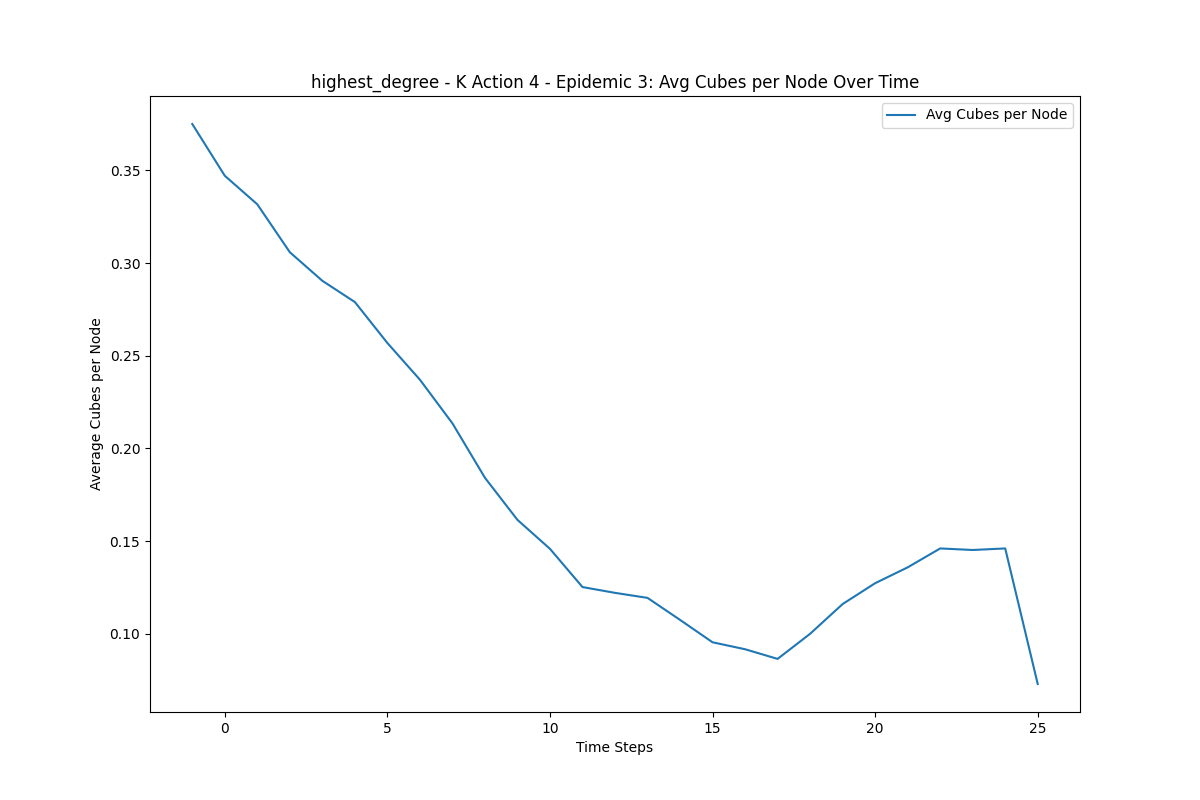 highest_degree - K Action 4 - Epidemic 3: Avg Cubes per Node Over Time
Avg Cubes per Node
0.35
0.30
0.25
0.20
0.15
0.10
Average Cubes per Node
0 5 10 15 20 25
Time Steps